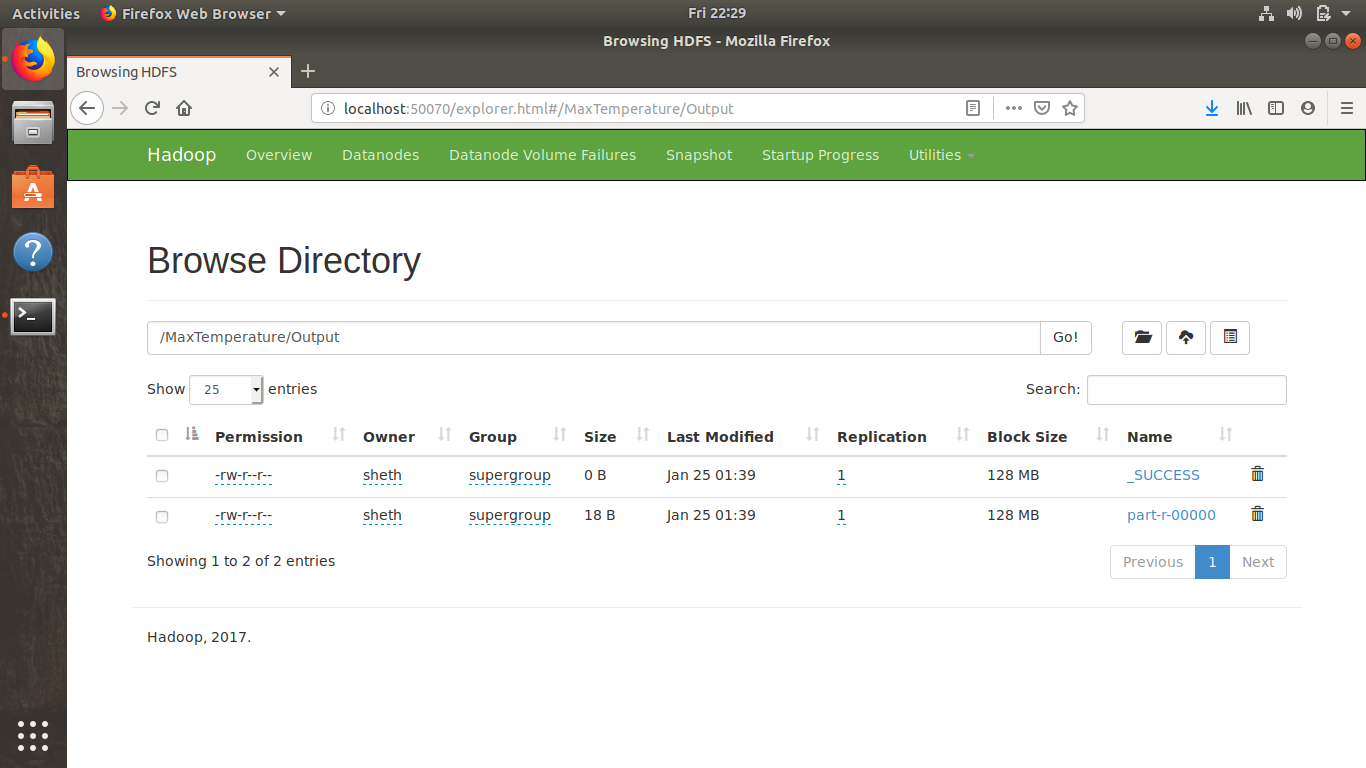 Activities Firefox Web Browser Fri 22:29
Browsing HDFS - Mozilla Firefox
Browsing HDFS
localhost:50070/explorer.html#/MaxTemperature/Output
Hadoop Overview Datanodes Datanode Volume Failures Snapshot Startup Progress Utilities
Browse Directory
/MaxTemperature/Output Go!
Show 25 entries Search:
Permission Owner Group Size Last Modified Replication Block Size Name
-rw-r--r-- sheth supergroup 0 B Jan 25 01:39 1 128 MB _SUCCESS
-rw-r--r-- sheth supergroup 18 B Jan 25 01:39 1 128 MB part-r-00000
Showing 1 to 2 of 2 entries Previous 1 Next
Hadoop, 2017.